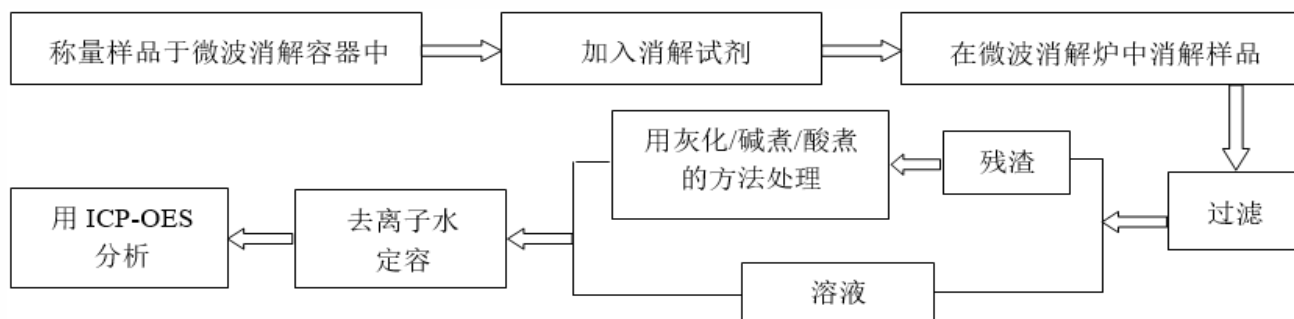 称量样品于微波消解容器中
加入消解试剂
在微波消解炉中消解样品
过滤
残渣
用灰化/碱煮/酸煮
的方法处理
溶液
去离子水
定容
用 ICP-OES
分析